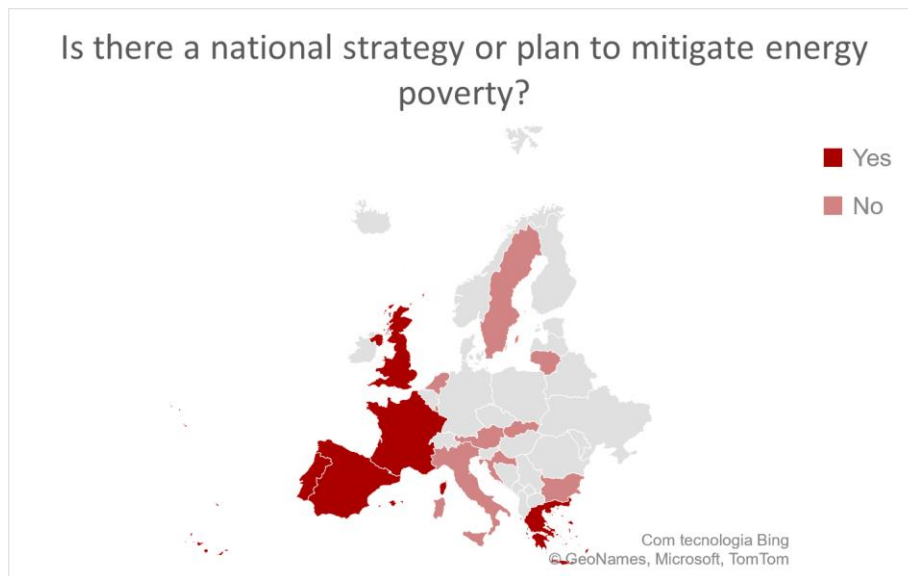 Is there a national strategy or plan to mitigate energy
poverty?
Yes
No
Com tecnologia Bing
© GeoNames, Microsoft, TomTom